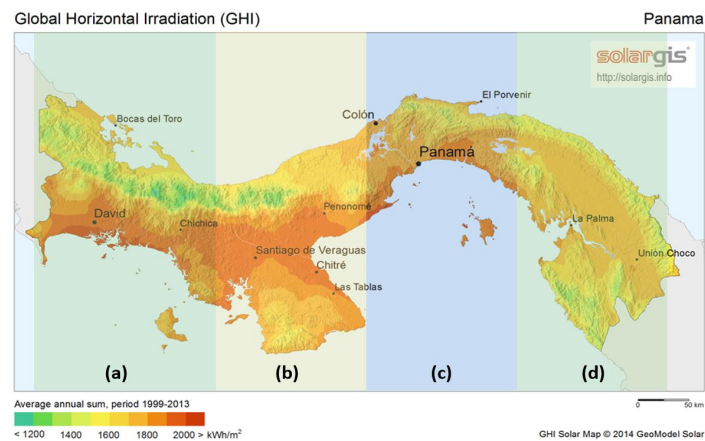 Global Horizontal Irradiation (GHI)
Panama
solargis
http://solargis.info
El Porvenir
Bocas del Toro
Colón
Panamá
Penonomé
David
Chichica
La Palma
Santiago de Veraguas
Unión Choco
Chitré
Las Tablas
(a)
(b)
(c)
(d)
Average annual sum, period 1999-2013
< 1200 1400 1600 1800 2000 > kWh/m²
0 50 km
GHI Solar Map © 2014 GeoModel Solar